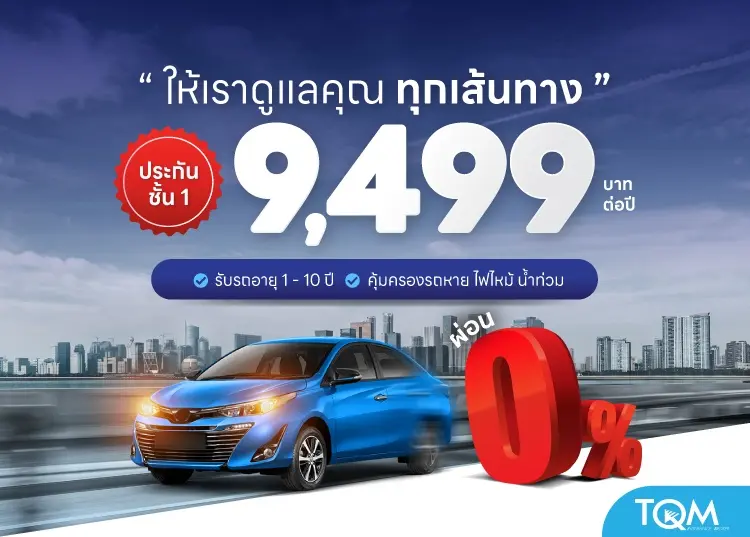 “ ให้เราดูแลคุณ ทุกเส้นทาง ”
ประกัน
ชั้น 1
9,499
บาท
ต่อปี
รับรถอายุ 1 - 10 ปี คุ้มครองรถหาย ไฟไหม้ น้ำท่วม
ผ่อน
0%
TQM
INSURANCE BROKER